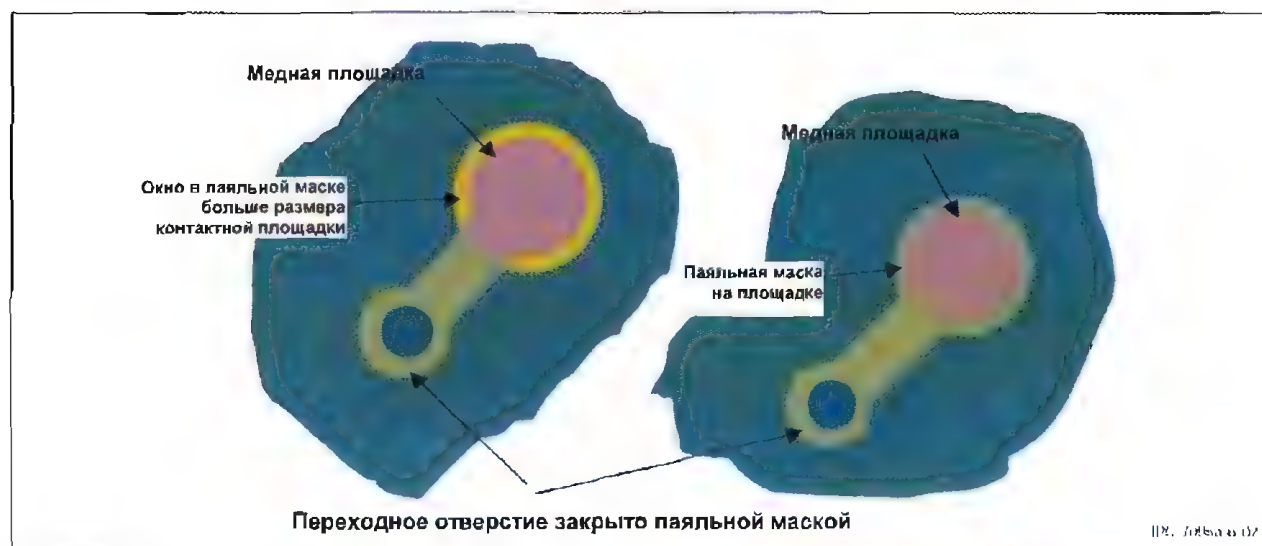 Медная площадка
Окно в паяльной маске
больше размера
контактной площадки
Медная площадка
Паяльная маска
на площадке
Переходное отверстие закрыто паяльной маской